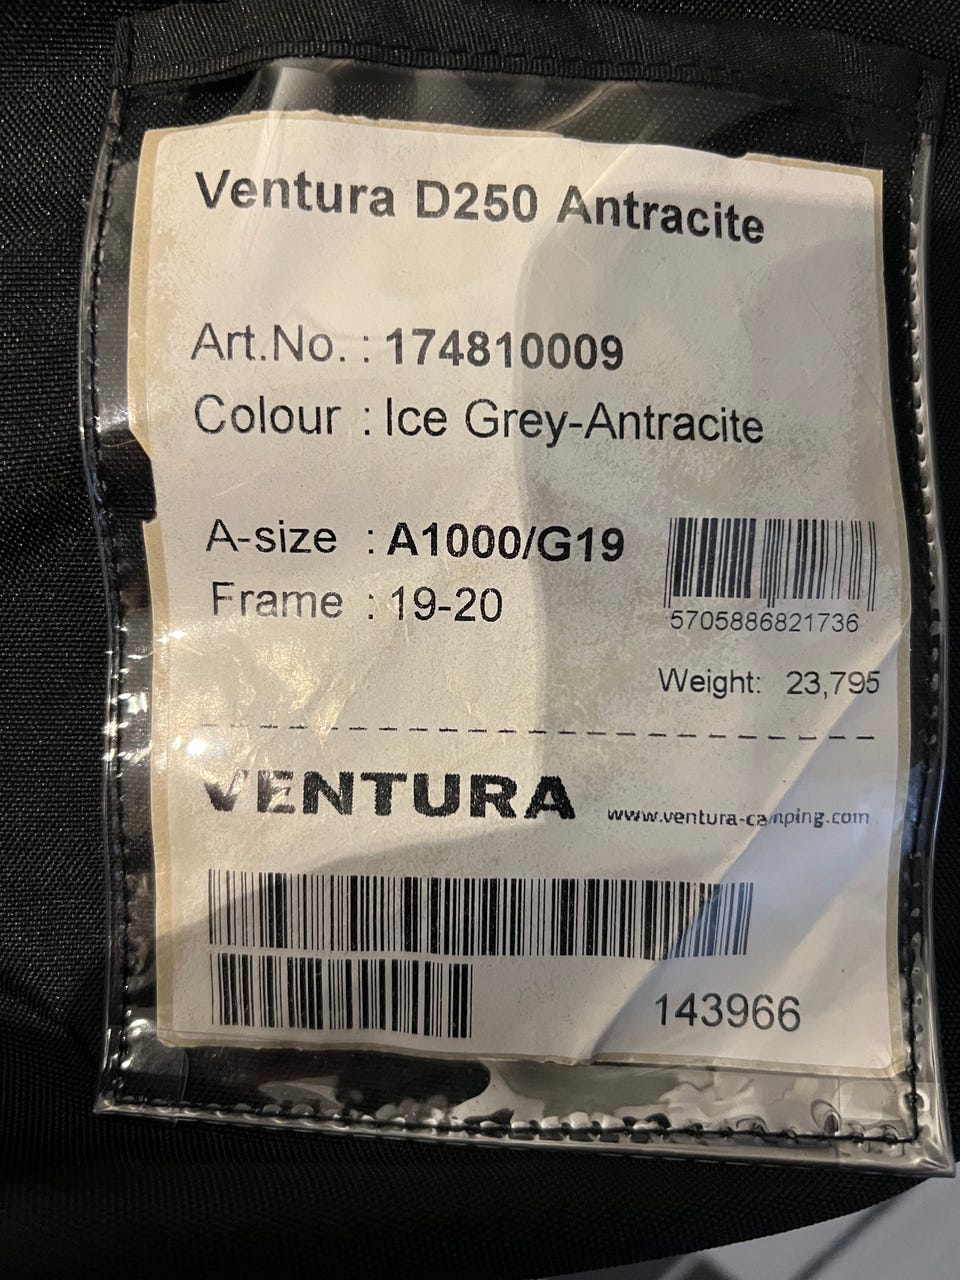 Ventura D250 Antracite
Art.No. : 174810009
Colour : Ice Grey-Antracite
A-size : A1000/G19
Frame : 19-20
5705886821736
Weight: 23,795
VENTURA www.ventura-camping.com
143966